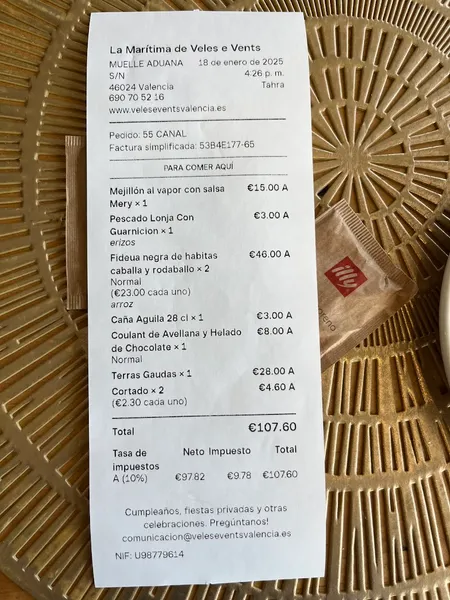 La Marítima de Veles e Vents
MUELLE ADUANA 18 de enero de 2025
S/N 4:26 p. m.
46024 Valencia Tahra
690 70 52 16
www.veleseventsvalencia.es
Pedido: 55 CANAL
Factura simplificada: 53B4E177-65
PARA COMER AQUÍ
Mejillón al vapor con salsa €15.00 A
Mery × 1
Pescado Lonja Con €3.00 A
Guarnicion × 1
erizos
Fideua negra de habitas €46.00 A
caballa y rodaballo × 2
Normal
(€23.00 cada uno)
arroz
Caña Aguila 28 cl × 1 €3.00 A
Coulant de Avellana y Helado €8.00 A
de Chocolate × 1
Normal
Terras Gaudas × 1 €28.00 A
Cortado × 2 €4.60 A
(€2.30 cada uno)
Total €107.60
Tasa de Neto Impuesto Total
impuestos
A (10%) €97.82 €9.78 €107.60
Cumpleaños, fiestas privadas y otras
celebraciones. Pregúntanos!
comunicacion@veleseventsvalencia.es
NIF: U98779614
illy